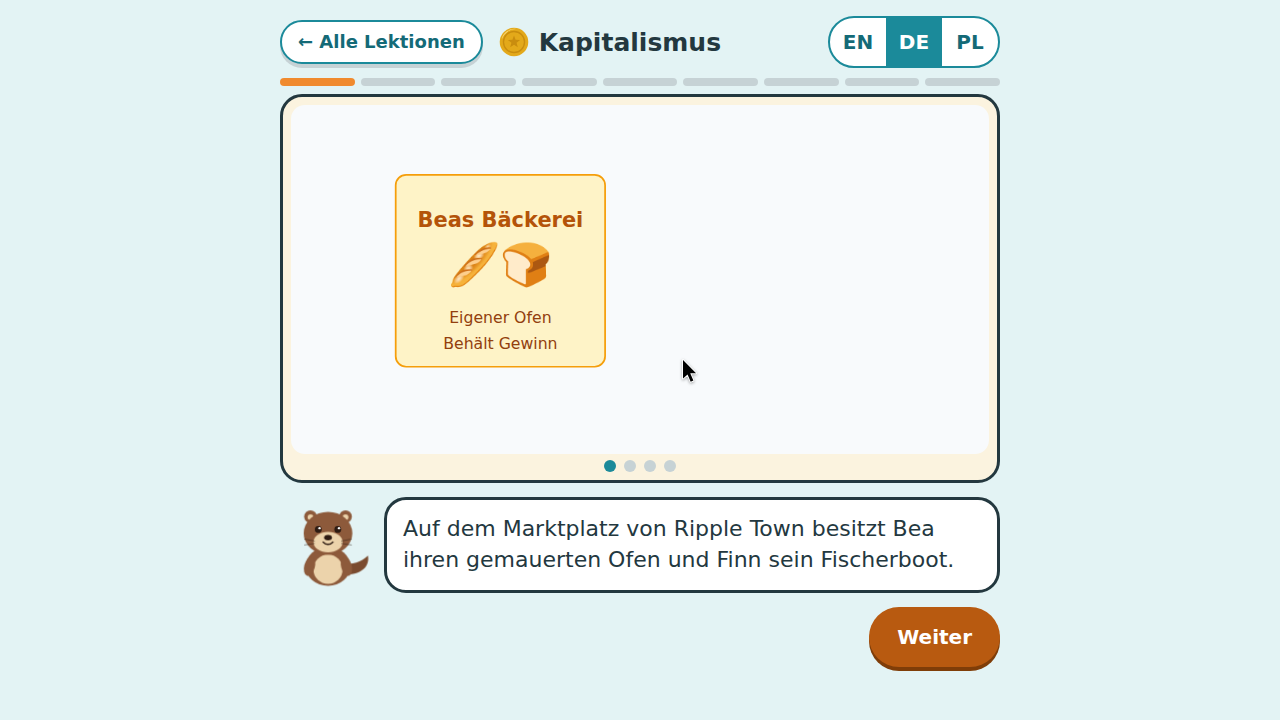 ← Alle Lektionen
Kapitalismus
EN DE PL
Beas Bäckerei
Eigener Ofen
Behält Gewinn
Auf dem Marktplatz von Ripple Town besitzt Bea
ihren gemauerten Ofen und Finn sein Fischerboot.
Weiter